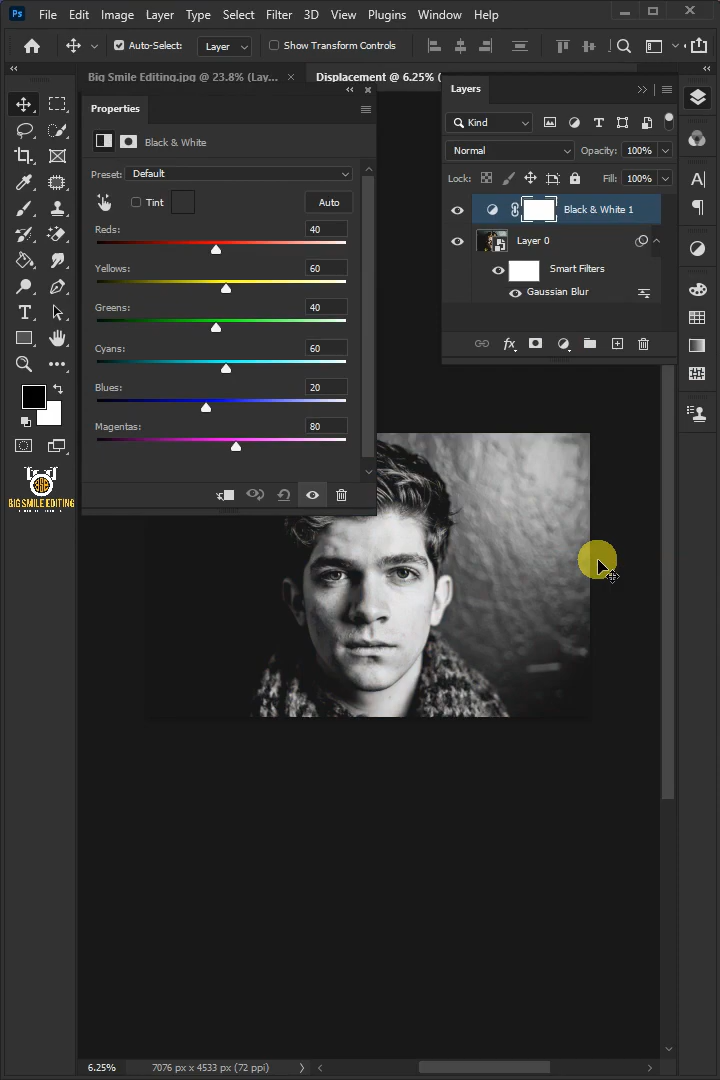 Ps File Edit Image Layer Type Select Filter 3D View Plugins Window Help
Auto-Select: Layer Show Transform Controls
Big Smile Editing.jpg @ 23.8% (Lay... Displacement @ 6.25% (
Properties
Black & White
Preset: Default
Tint Auto
Reds: 40
Yellows: 60
Greens: 40
Cyans: 60
Blues: 20
Magentas: 80
Layers
Kind
Normal Opacity: 100%
Lock: Fill: 100%
Black & White 1
Layer 0
Smart Filters
Gaussian Blur
BIG SMILE EDITING
6.25% 7076 px x 4533 px (72 ppi)